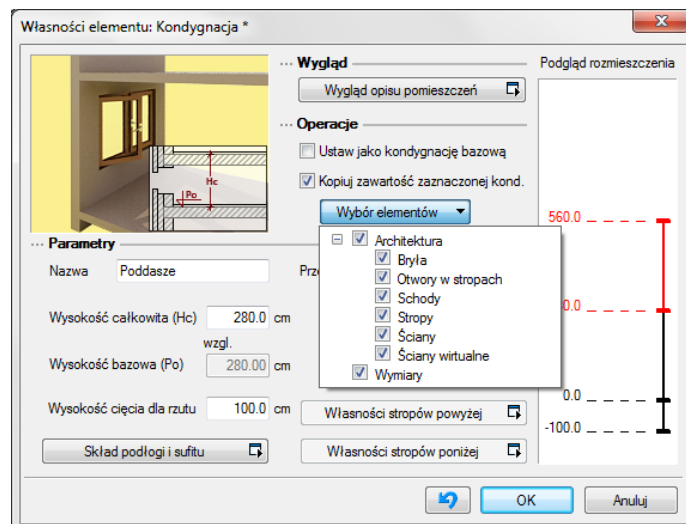 Własności elementu: Kondygnacja *
Hc
Po
Wygląd
Wygląd opisu pomieszczeń
Operacje
Ustaw jako kondygnację bazową
Kopiuj zawartość zaznaczonej kond.
Wybór elementów
Architektura
Bryła
Otwory w stropach
Schody
Stropy
Ściany
Ściany wirtualne
Wymiary
Parametry
Nazwa Poddasze
Wysokość całkowita (Hc) 280.0 cm
wzgl.
Wysokość bazowa (Po) 280.00 cm
Wysokość cięcia dla rzutu 100.0 cm
Skład podłogi i sufitu
Własności stropów powyżej
Własności stropów poniżej
Podgląd rozmieszczenia
560.0
0.0
-100.0
OK
Anuluj